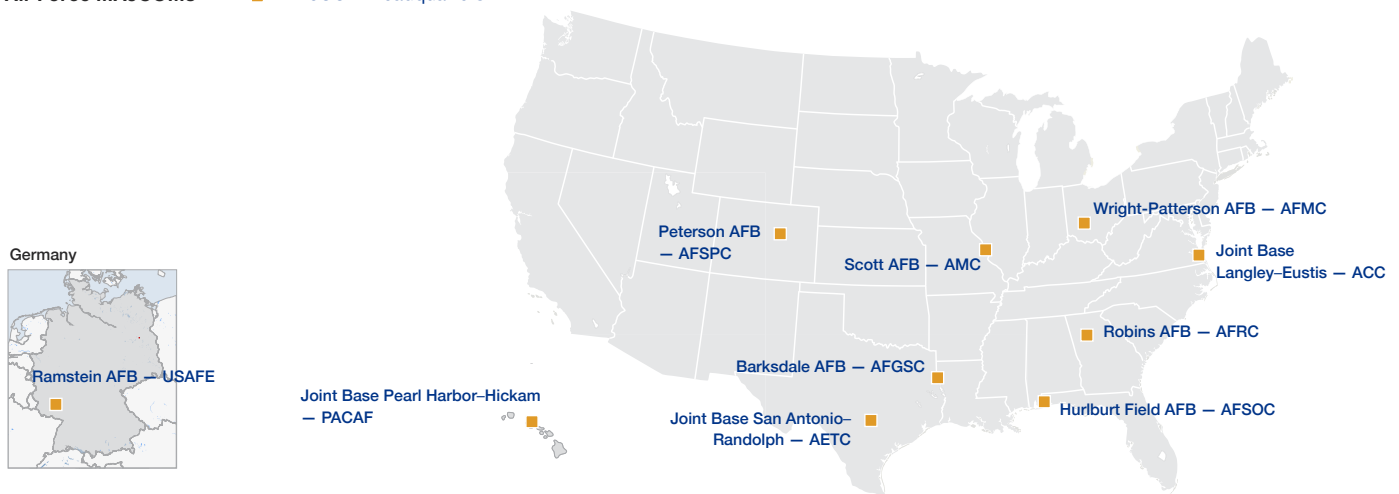 Germany
Ramstein AFB — USAFE
Joint Base Pearl Harbor–Hickam
— PACAF
Peterson AFB
— AFSPC
Scott AFB — AMC
Wright-Patterson AFB — AFMC
Joint Base
Langley–Eustis — ACC
Robins AFB — AFRC
Barksdale AFB — AFGSC
Hurlburt Field AFB — AFSOC
Joint Base San Antonio–
Randolph — AETC